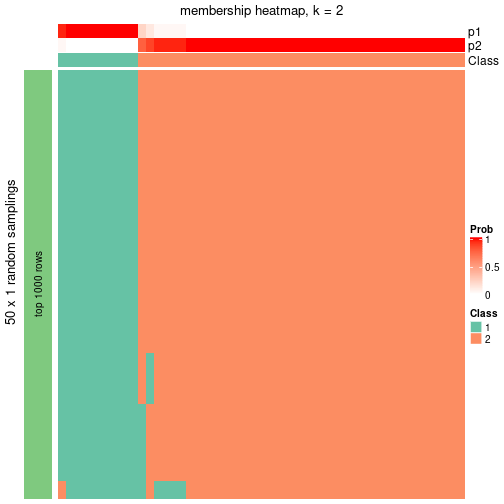 membership heatmap, k = 2
p1
p2
Class
50 x 1 random samplings
top 1000 rows
Prob
1
0.5
0
Class
1
2